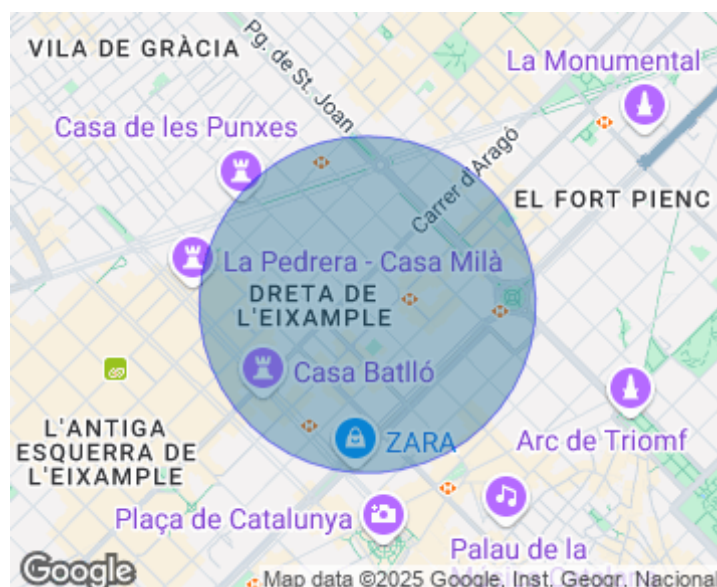 VILA DE GRÀCIA
Pg. de St. Joan
La Monumental
Casa de les Punxes
Carrer d'Aragó
EL FORT PIENC
La Pedrera - Casa Milà
DRETA DE
L'EIXAMPLE
Casa Batlló
L'ANTIGA
ESQUERRA DE
L'EIXAMPLE
ZARA
Arc de Triomf
Plaça de Catalunya
Palau de la
Google
Map data ©2025 Google, Inst. Geogr. Nacional